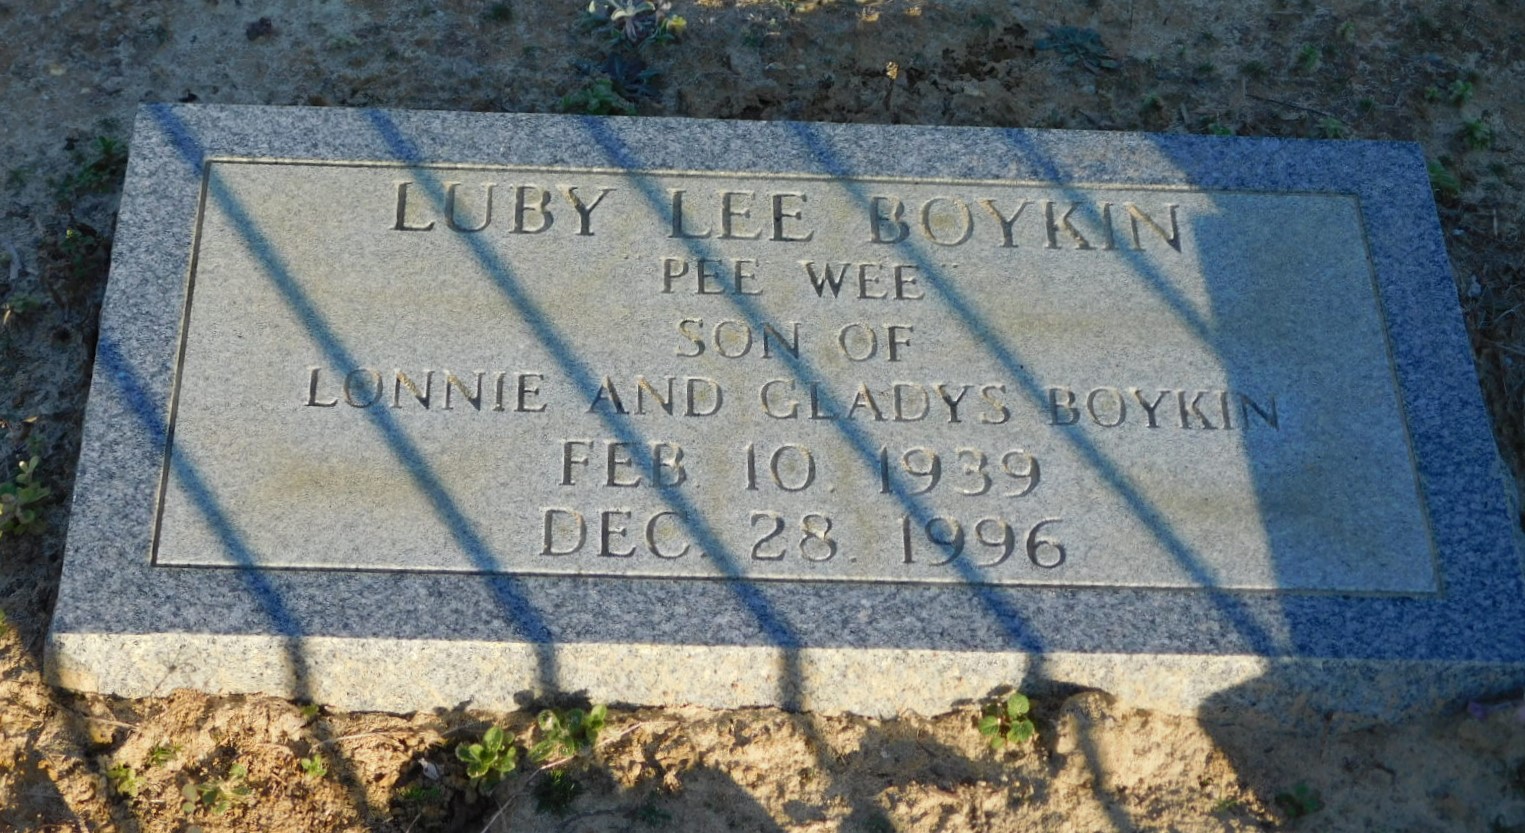 LUBY LEE BOYKIN
"PEE WEE"
SON OF
LONNIE AND GLADYS BOYKIN
FEB 10. 1939
DEC. 28. 1996